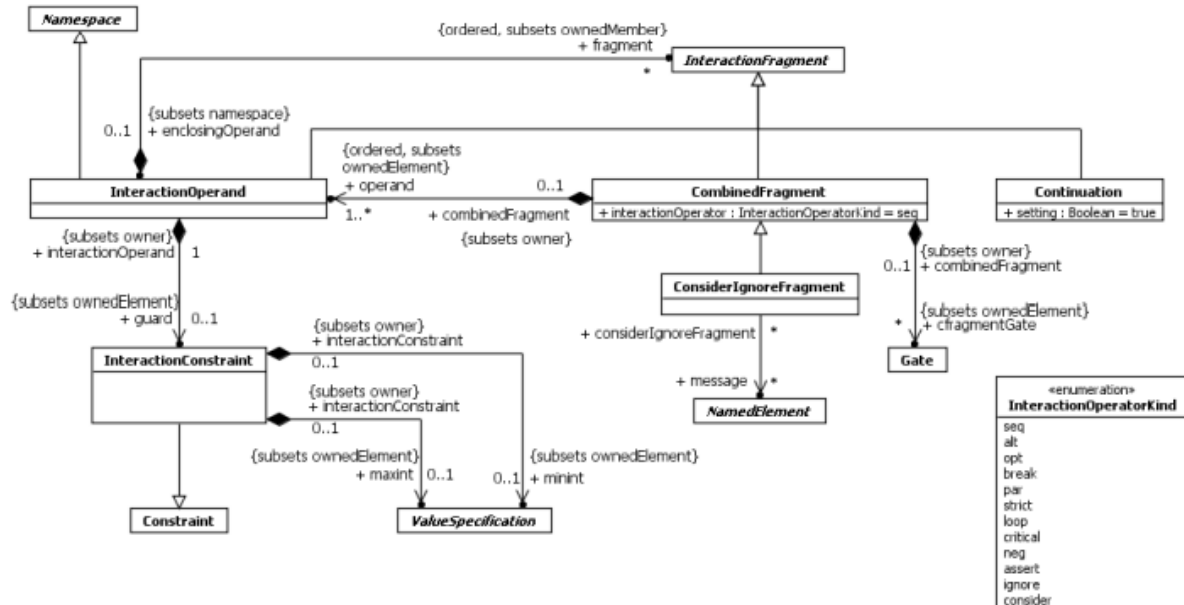 Namespace
{ordered, subsets ownedMember}
+ fragment
*
InteractionFragment
{subsets namespace}
0..1
+ enclosingOperand
{ordered, subsets
ownedElement}
+ operand
0..1
InteractionOperand
1..*
+ combinedFragment
{subsets owner}
CombinedFragment
+ interactionOperator : InteractionOperatorKind = seq
Continuation
+ setting : Boolean = true
{subsets owner}
+ interactionOperand
1
{subsets owner}
0..1
+ combinedFragment
ConsiderIgnoreFragment
{subsets ownedElement}
+ guard
0..1
{subsets ownedElement}
*
+ cfragmentGate
Gate
+ considerIgnoreFragment
*
+ message
*
NamedElement
InteractionConstraint
{subsets owner}
+ interactionConstraint
0..1
{subsets owner}
+ interactionConstraint
0..1
{subsets ownedElement}
+ maxint
0..1
{subsets ownedElement}
0..1
+ minint
Constraint
ValueSpecification
«enumeration»
InteractionOperatorKind
seq
alt
opt
break
par
strict
loop
critical
neg
assert
ignore
consider